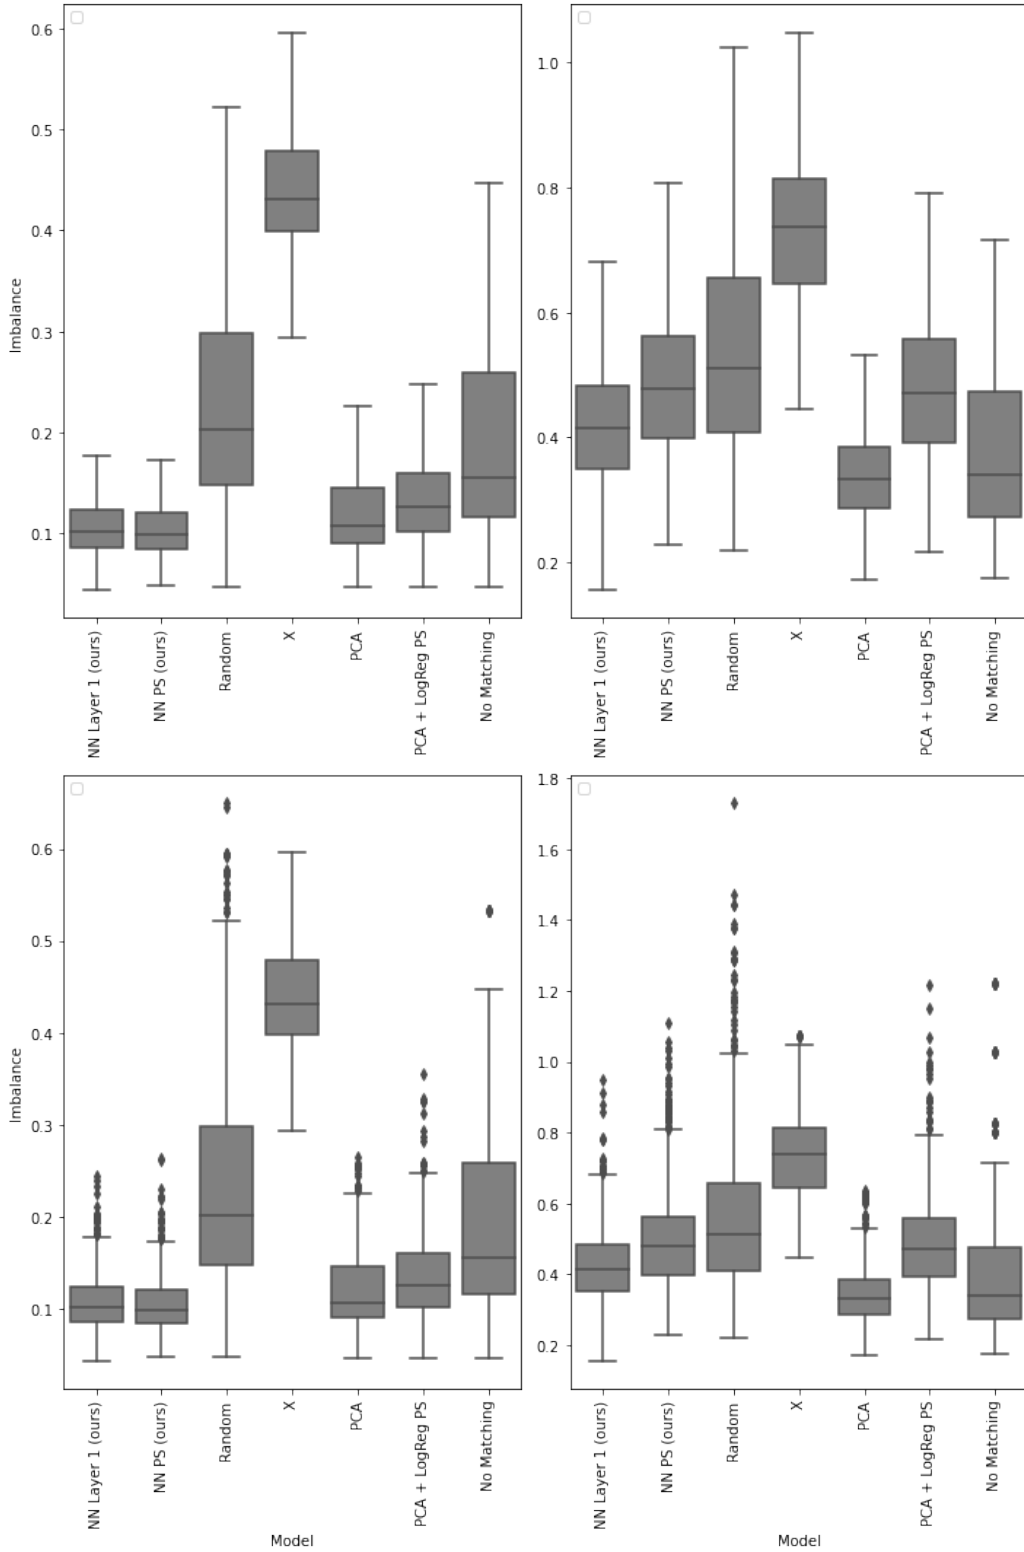 0.6
0.5
0.4
0.3
0.2
0.1
Imbalance
NN Layer 1 (ours)
NN PS (ours)
Random
X
PCA
PCA + LogReg PS
No Matching
1.0
0.8
0.6
0.4
0.2
NN Layer 1 (ours)
NN PS (ours)
Random
X
PCA
PCA + LogReg PS
No Matching
0.6
0.5
0.4
0.3
0.2
0.1
Imbalance
NN Layer 1 (ours)
NN PS (ours)
Random
X
PCA
PCA + LogReg PS
No Matching
Model
1.8
1.6
1.4
1.2
1.0
0.8
0.6
0.4
0.2
NN Layer 1 (ours)
NN PS (ours)
Random
X
PCA
PCA + LogReg PS
No Matching
Model